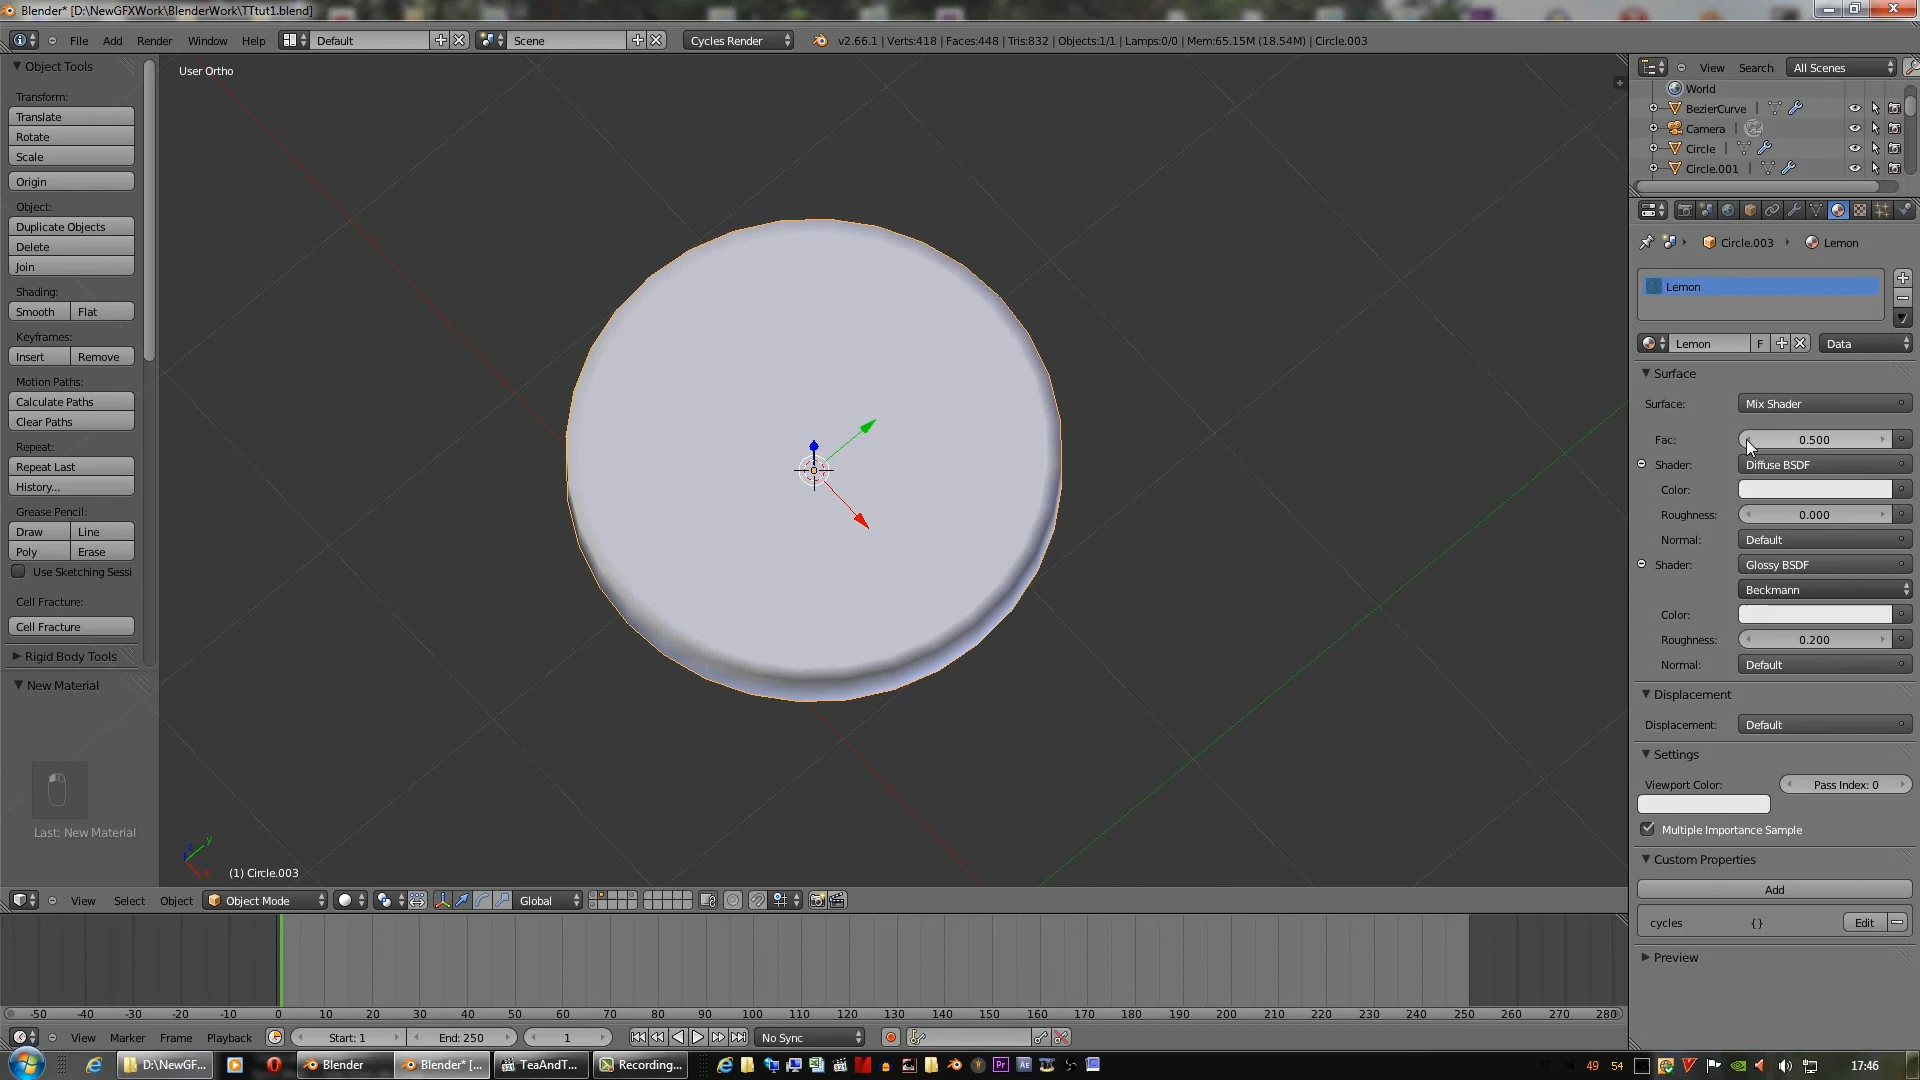 Blender* [D:\NewGFXWork\BlenderWork\TTtut1.blend]
File Add Render Window Help Default Scene Cycles Render v2.66.1 | Verts:418 | Faces:448 | Tris:832 | Objects:1/1 | Lamps:0/0 | Mem:65.15M (18.54M) | Circle.003
Object Tools
Transform:
Translate
Rotate
Scale
Origin
Object:
Duplicate Objects
Delete
Join
Shading:
Smooth Flat
Keyframes:
Insert Remove
Motion Paths:
Calculate Paths
Clear Paths
Repeat:
Repeat Last
History...
Grease Pencil:
Draw Line
Poly Erase
Use Sketching Sessi
Cell Fracture:
Cell Fracture
Rigid Body Tools
New Material
Last: New Material
User Ortho
z y x
(1) Circle.003
View Search All Scenes
World
BezierCurve
Camera
Circle
Circle.001
Circle.003 Lemon
Lemon
Lemon F Data
Surface
Surface: Mix Shader
Fac: 0.500
Shader: Diffuse BSDF
Color:
Roughness: 0.000
Normal: Default
Shader: Glossy BSDF
Beckmann
Color:
Roughness: 0.200
Normal: Default
Displacement
Displacement: Default
Settings
Viewport Color: Pass Index: 0
Multiple Importance Sample
Custom Properties
Add
cycles {} Edit
Preview
View Select Object Object Mode Global
-50 -40 -30 -20 -10 0 10 20 30 40 50 60 70 80 90 100 110 120 130 140 150 160 170 180 190 200 210 220 230 240 250 260 270 280
View Marker Frame Playback Start: 1 End: 250 1 No Sync
D:\NewGF... Blender Blender* [... TeaAndT... Recording... Pr Ae 37 34 49 54 17:46